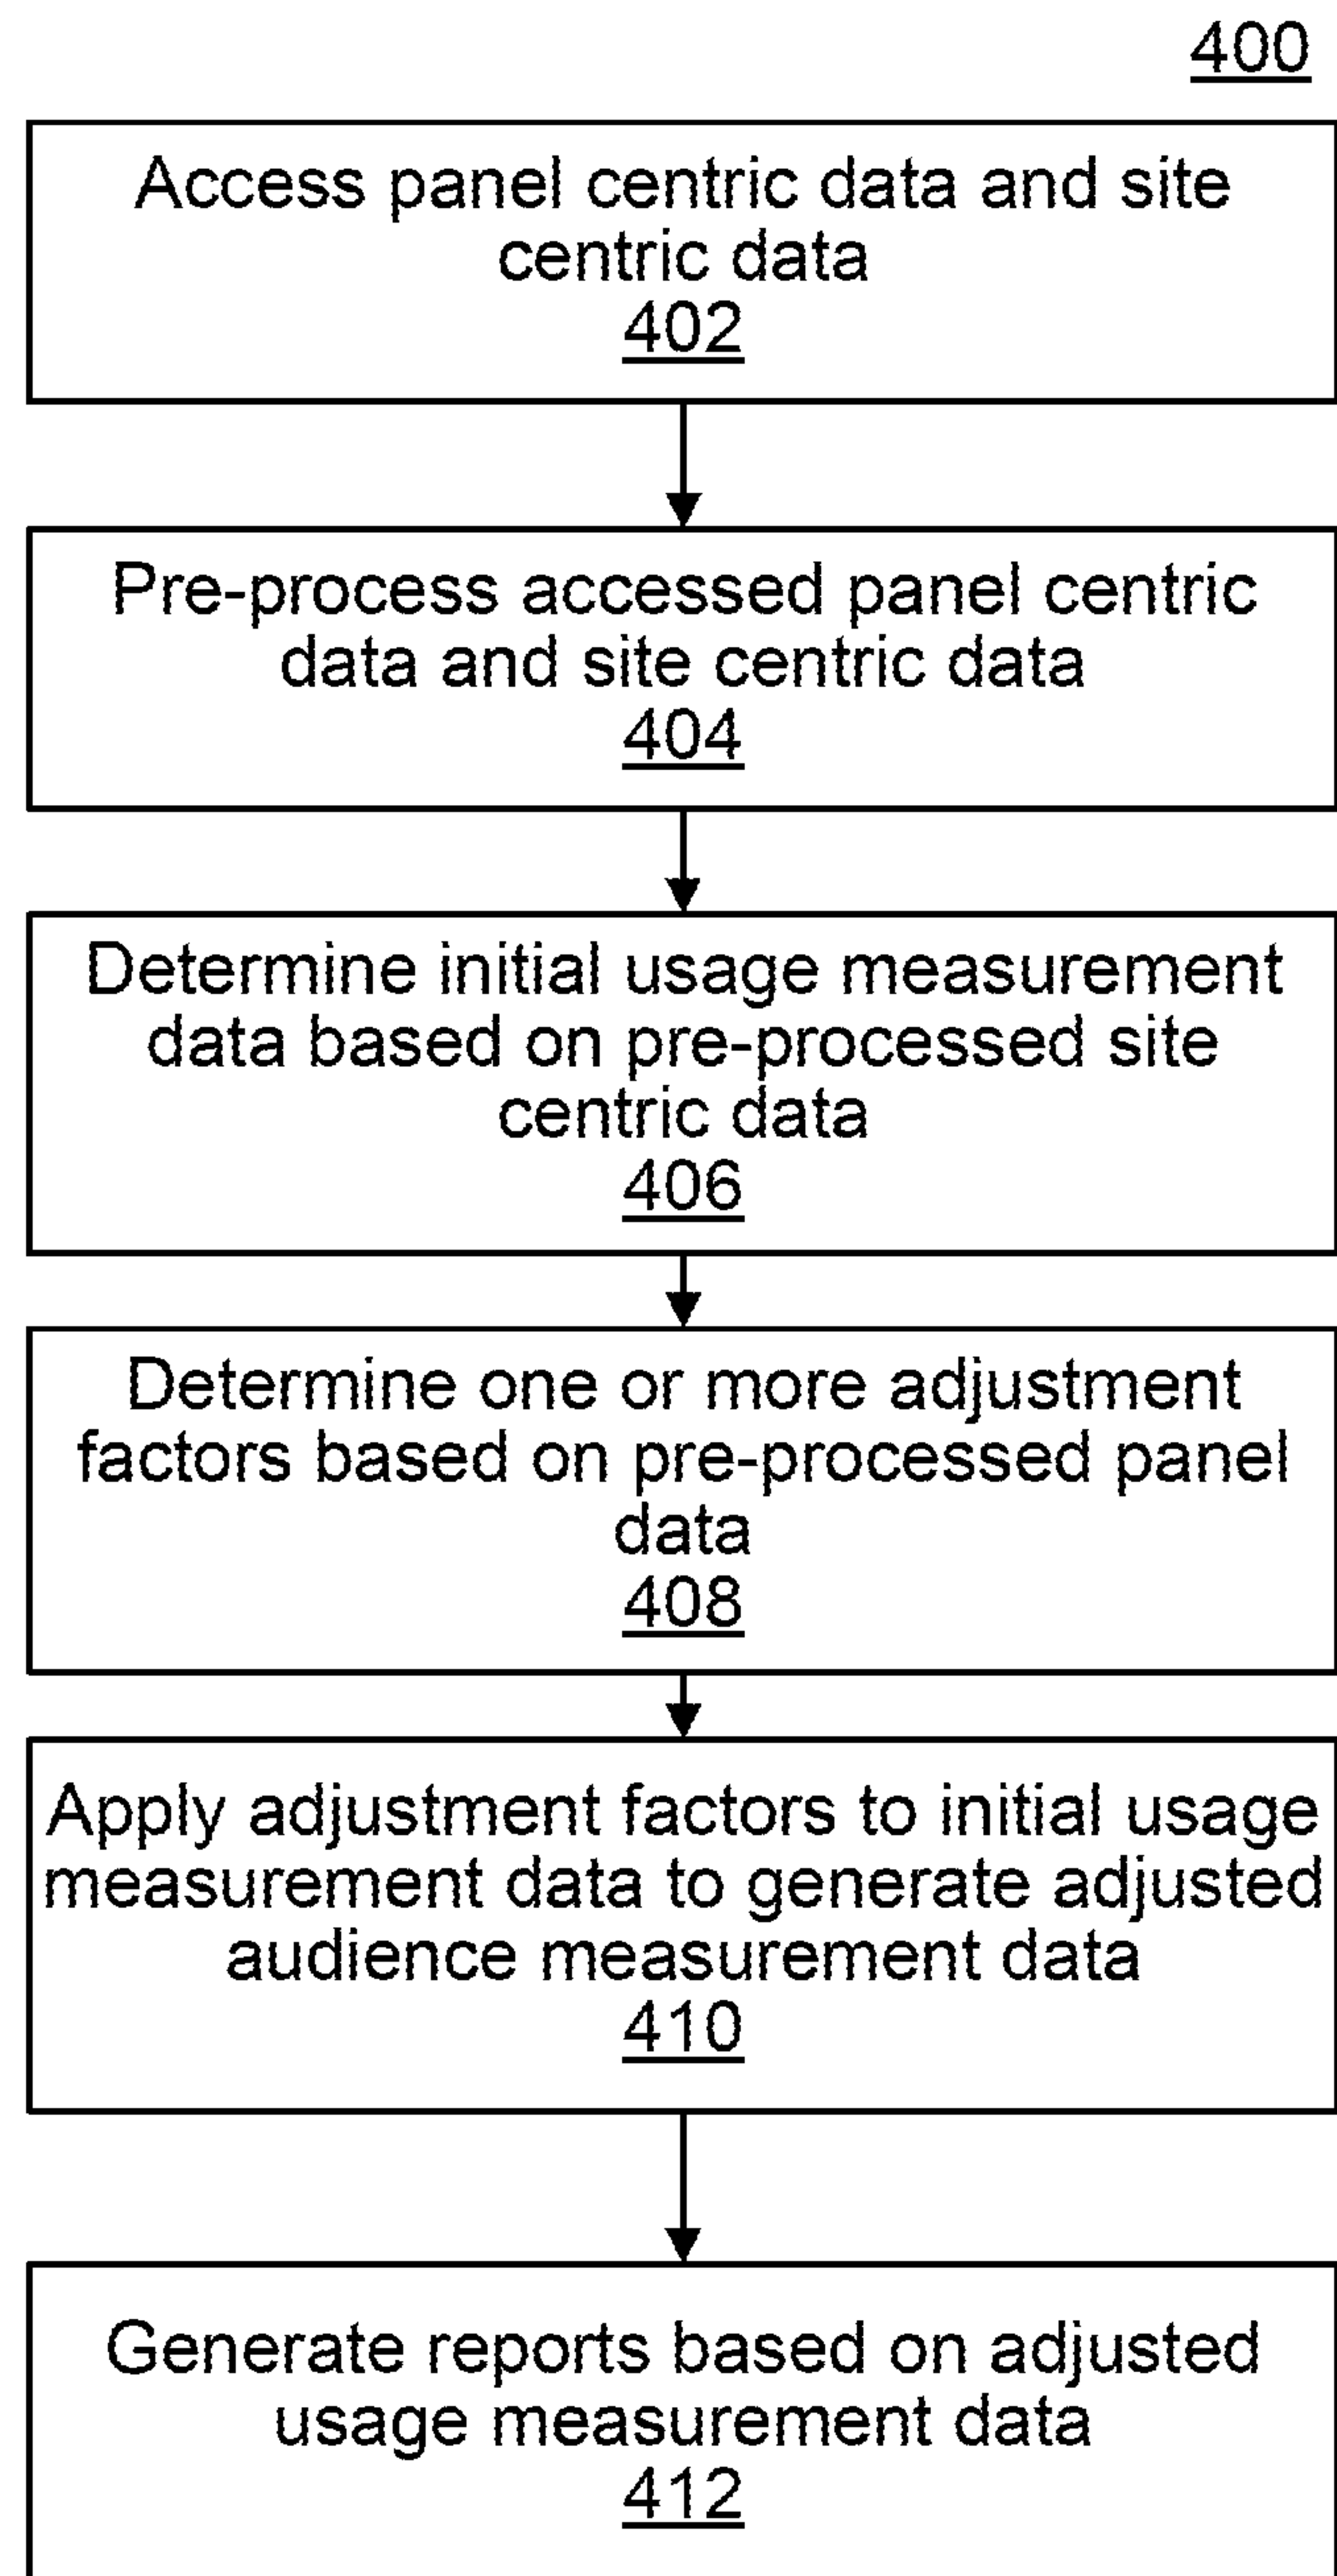 400
Access panel centric data and site
centric data
402
Pre-process accessed panel centric
data and site centric data
404
Determine initial usage measurement
data based on pre-processed site
centric data
406
Determine one or more adjustment
factors based on pre-processed panel
data
408
Apply adjustment factors to initial usage
measurement data to generate adjusted
audience measurement data
410
Generate reports based on adjusted
usage measurement data
412